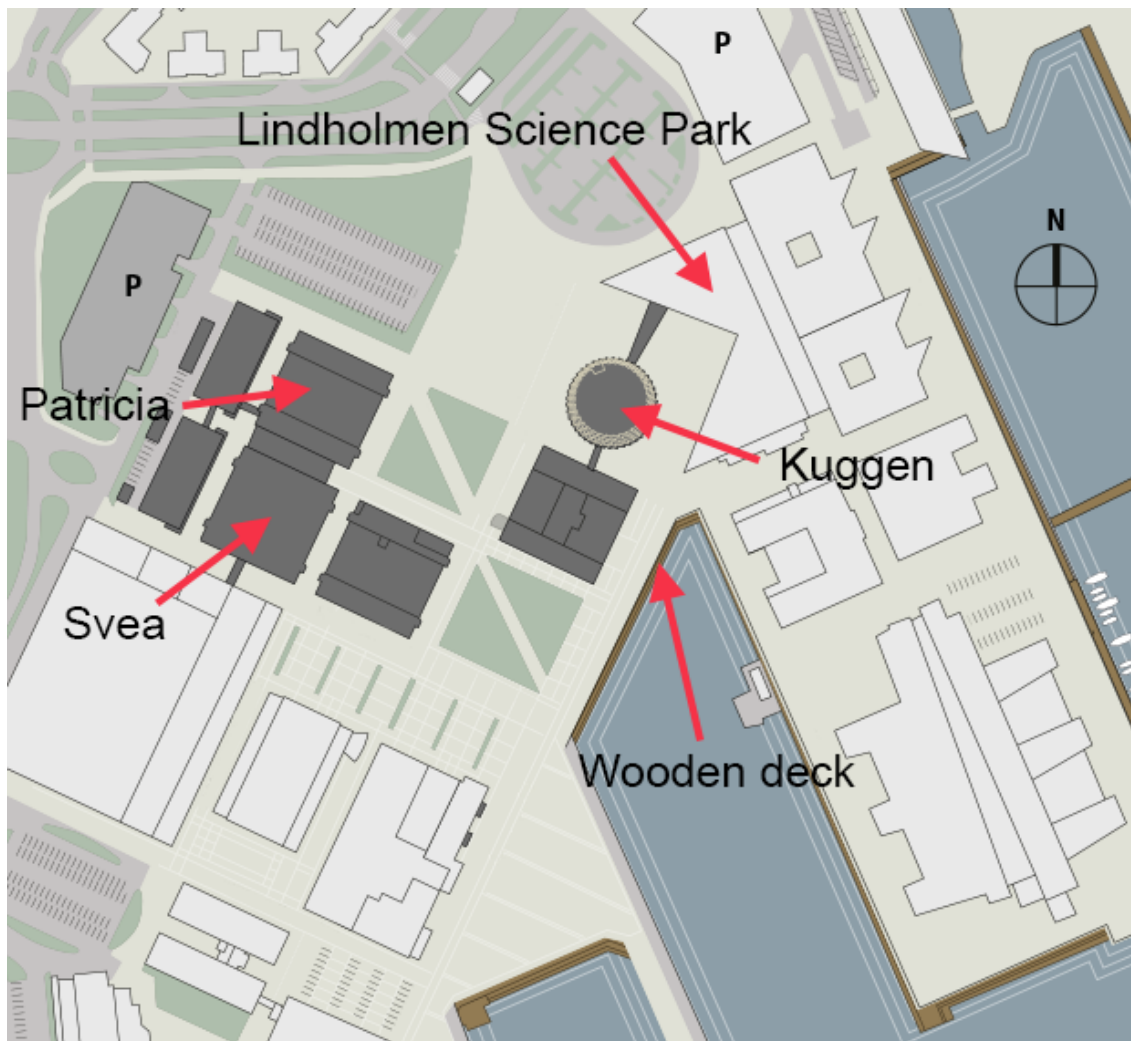 P
Lindholmen Science Park
N
P
Patricia
Kuggen
Svea
Wooden deck